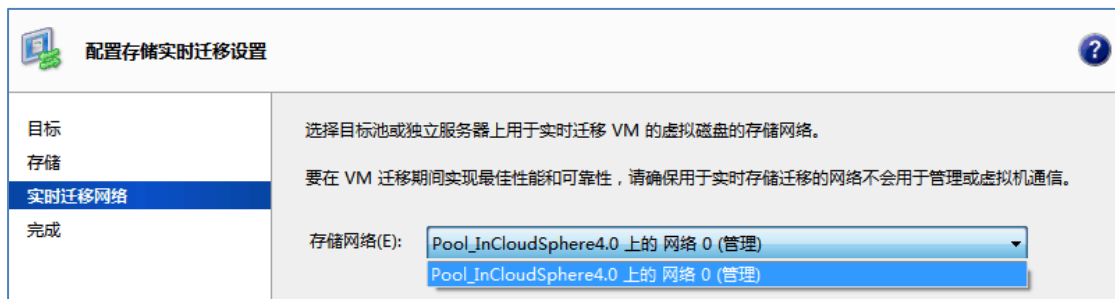 配置存储实时迁移设置
?
目标
存储
实时迁移网络
完成
选择目标池或独立服务器上用于实时迁移 VM 的虚拟磁盘的存储网络。
要在 VM 迁移期间实现最佳性能和可靠性，请确保用于实时存储迁移的网络不会用于管理或虚拟机通信。
存储网络(E):
Pool_InCloudSphere4.0 上的 网络 0 (管理)
Pool_InCloudSphere4.0 上的 网络 0 (管理)